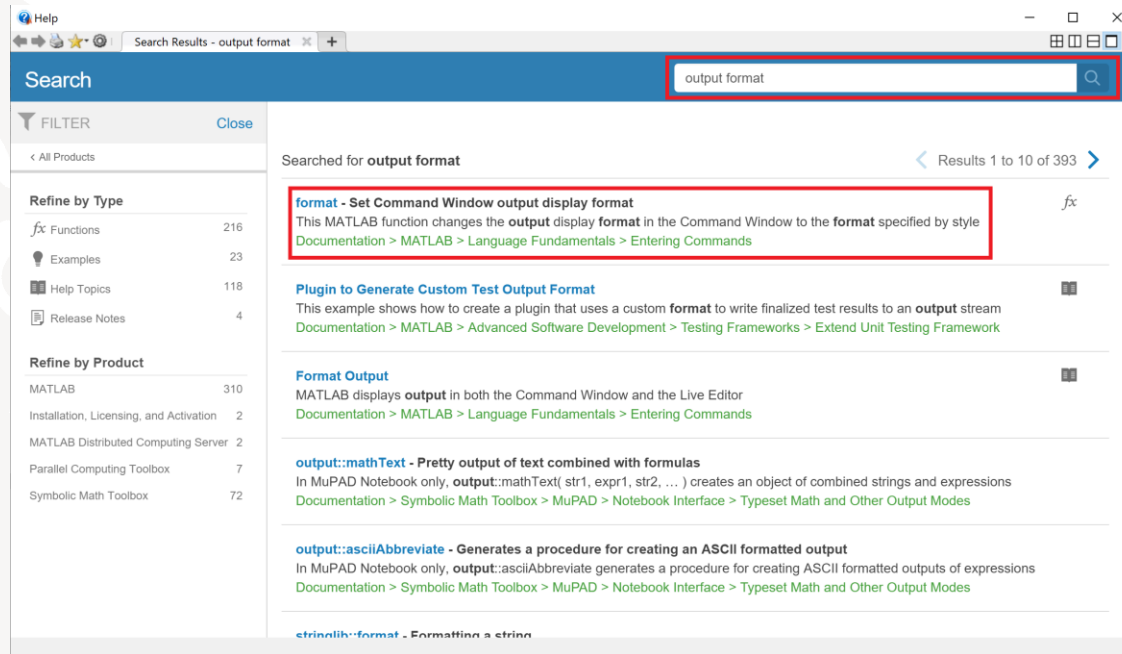 Help
Search Results - output format
Search
output format
FILTER Close
< All Products
Refine by Type
fx Functions 216
Examples 23
Help Topics 118
Release Notes 4
Refine by Product
MATLAB 310
Installation, Licensing, and Activation 2
MATLAB Distributed Computing Server 2
Parallel Computing Toolbox 7
Symbolic Math Toolbox 72
Searched for output format
Results 1 to 10 of 393
format - Set Command Window output display format
fx
This MATLAB function changes the output display format in the Command Window to the format specified by style
Documentation > MATLAB > Language Fundamentals > Entering Commands
Plugin to Generate Custom Test Output Format
This example shows how to create a plugin that uses a custom format to write finalized test results to an output stream
Documentation > MATLAB > Advanced Software Development > Testing Frameworks > Extend Unit Testing Framework
Format Output
MATLAB displays output in both the Command Window and the Live Editor
Documentation > MATLAB > Language Fundamentals > Entering Commands
output::mathText - Pretty output of text combined with formulas
In MuPAD Notebook only, output::mathText( str1, expr1, str2, … ) creates an object of combined strings and expressions
Documentation > Symbolic Math Toolbox > MuPAD > Notebook Interface > Typeset Math and Other Output Modes
output::asciiAbbreviate - Generates a procedure for creating an ASCII formatted output
In MuPAD Notebook only, output::asciiAbbreviate generates a procedure for creating ASCII formatted outputs of expressions
Documentation > Symbolic Math Toolbox > MuPAD > Notebook Interface > Typeset Math and Other Output Modes
stringlib::format - Formatting a string